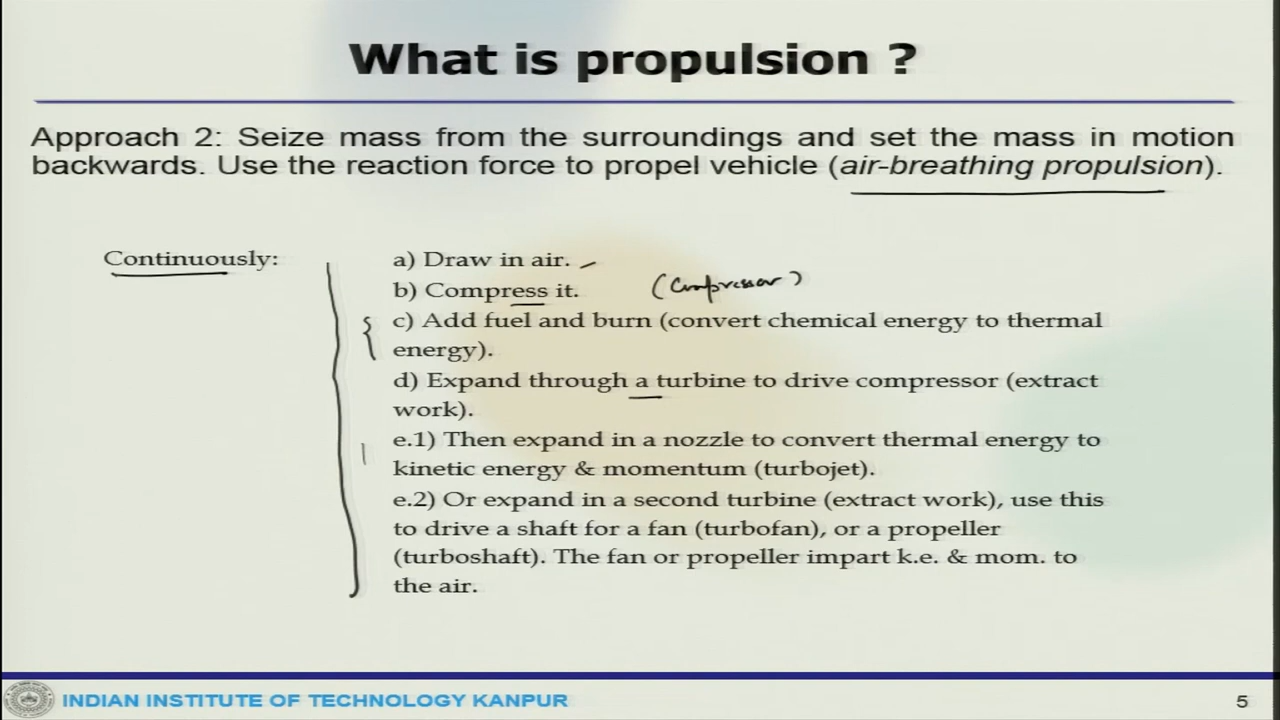 What is propulsion ?
Approach 2: Seize mass from the surroundings and set the mass in motion
backwards. Use the reaction force to propel vehicle (air-breathing propulsion).
Continuously:
a) Draw in air.
b) Compress it. (Compressor)
c) Add fuel and burn (convert chemical energy to thermal
energy).
d) Expand through a turbine to drive compressor (extract
work).
e.1) Then expand in a nozzle to convert thermal energy to
kinetic energy & momentum (turbojet).
e.2) Or expand in a second turbine (extract work), use this
to drive a shaft for a fan (turbofan), or a propeller
(turboshaft). The fan or propeller impart k.e. & mom. to
the air.
INDIAN INSTITUTE OF TECHNOLOGY KANPUR
5